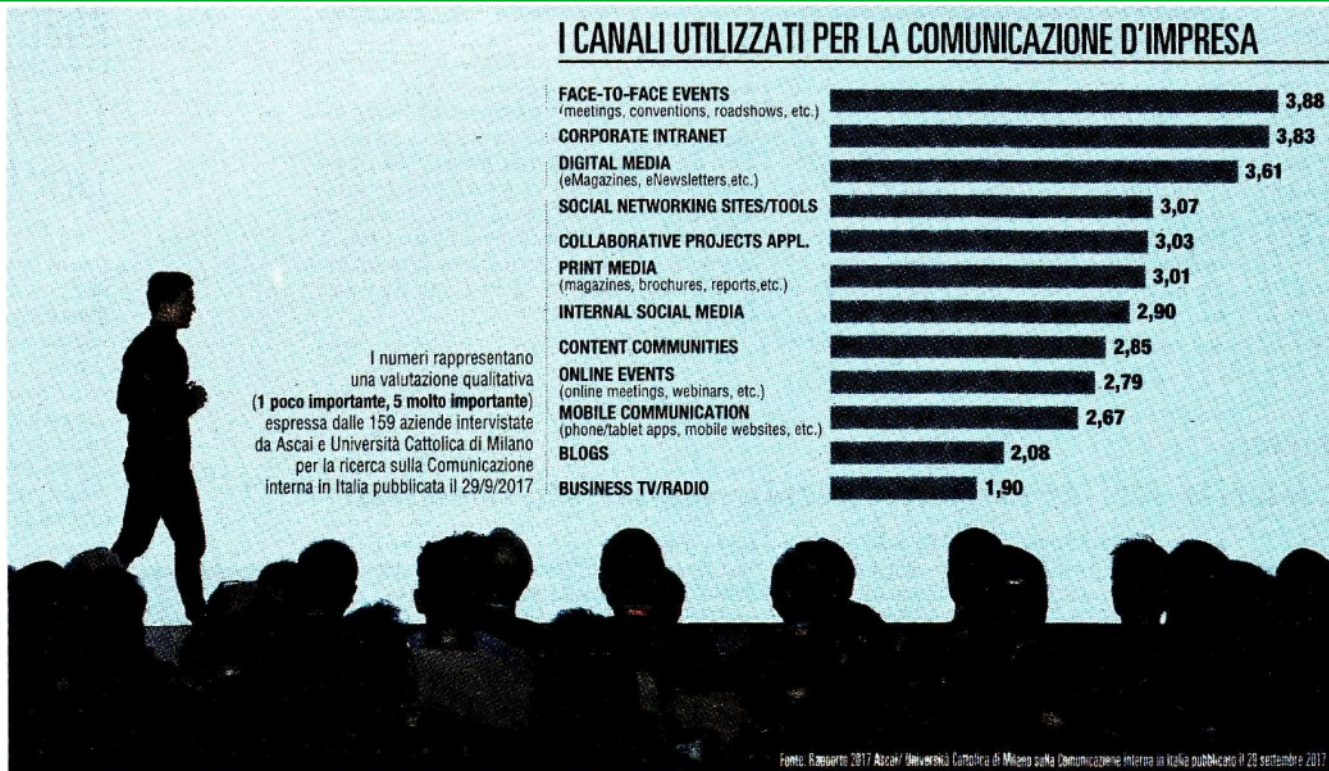 I CANALI UTILIZZATI PER LA COMUNICAZIONE D'IMPRESA
FACE-TO-FACE EVENTS
(meetings, conventions, roadshows, etc.)
3,88
CORPORATE INTRANET
3,83
DIGITAL MEDIA
(eMagazines, eNewsletters,etc.)
3,61
SOCIAL NETWORKING SITES/TOOLS
3,07
COLLABORATIVE PROJECTS APPL.
3,03
PRINT MEDIA
(magazines, brochures, reports,etc.)
3,01
INTERNAL SOCIAL MEDIA
2,90
CONTENT COMMUNITIES
2,85
ONLINE EVENTS
(online meetings, webinars, etc.)
2,79
MOBILE COMMUNICATION
(phone/tablet apps, mobile websites, etc.)
2,67
BLOGS
2,08
BUSINESS TV/RADIO
1,90
I numeri rappresentano
una valutazione qualitativa
(1 poco importante, 5 molto importante)
espressa dalle 159 aziende intervistate
da Ascai e Università Cattolica di Milano
per la ricerca sulla Comunicazione
interna in Italia pubblicata il 29/9/2017
Fonte: Rapporto 2017 Ascai/ Università Cattolica di Milano sulla Comunicazione Interna in Italia pubblicato il 29 settembre 2017